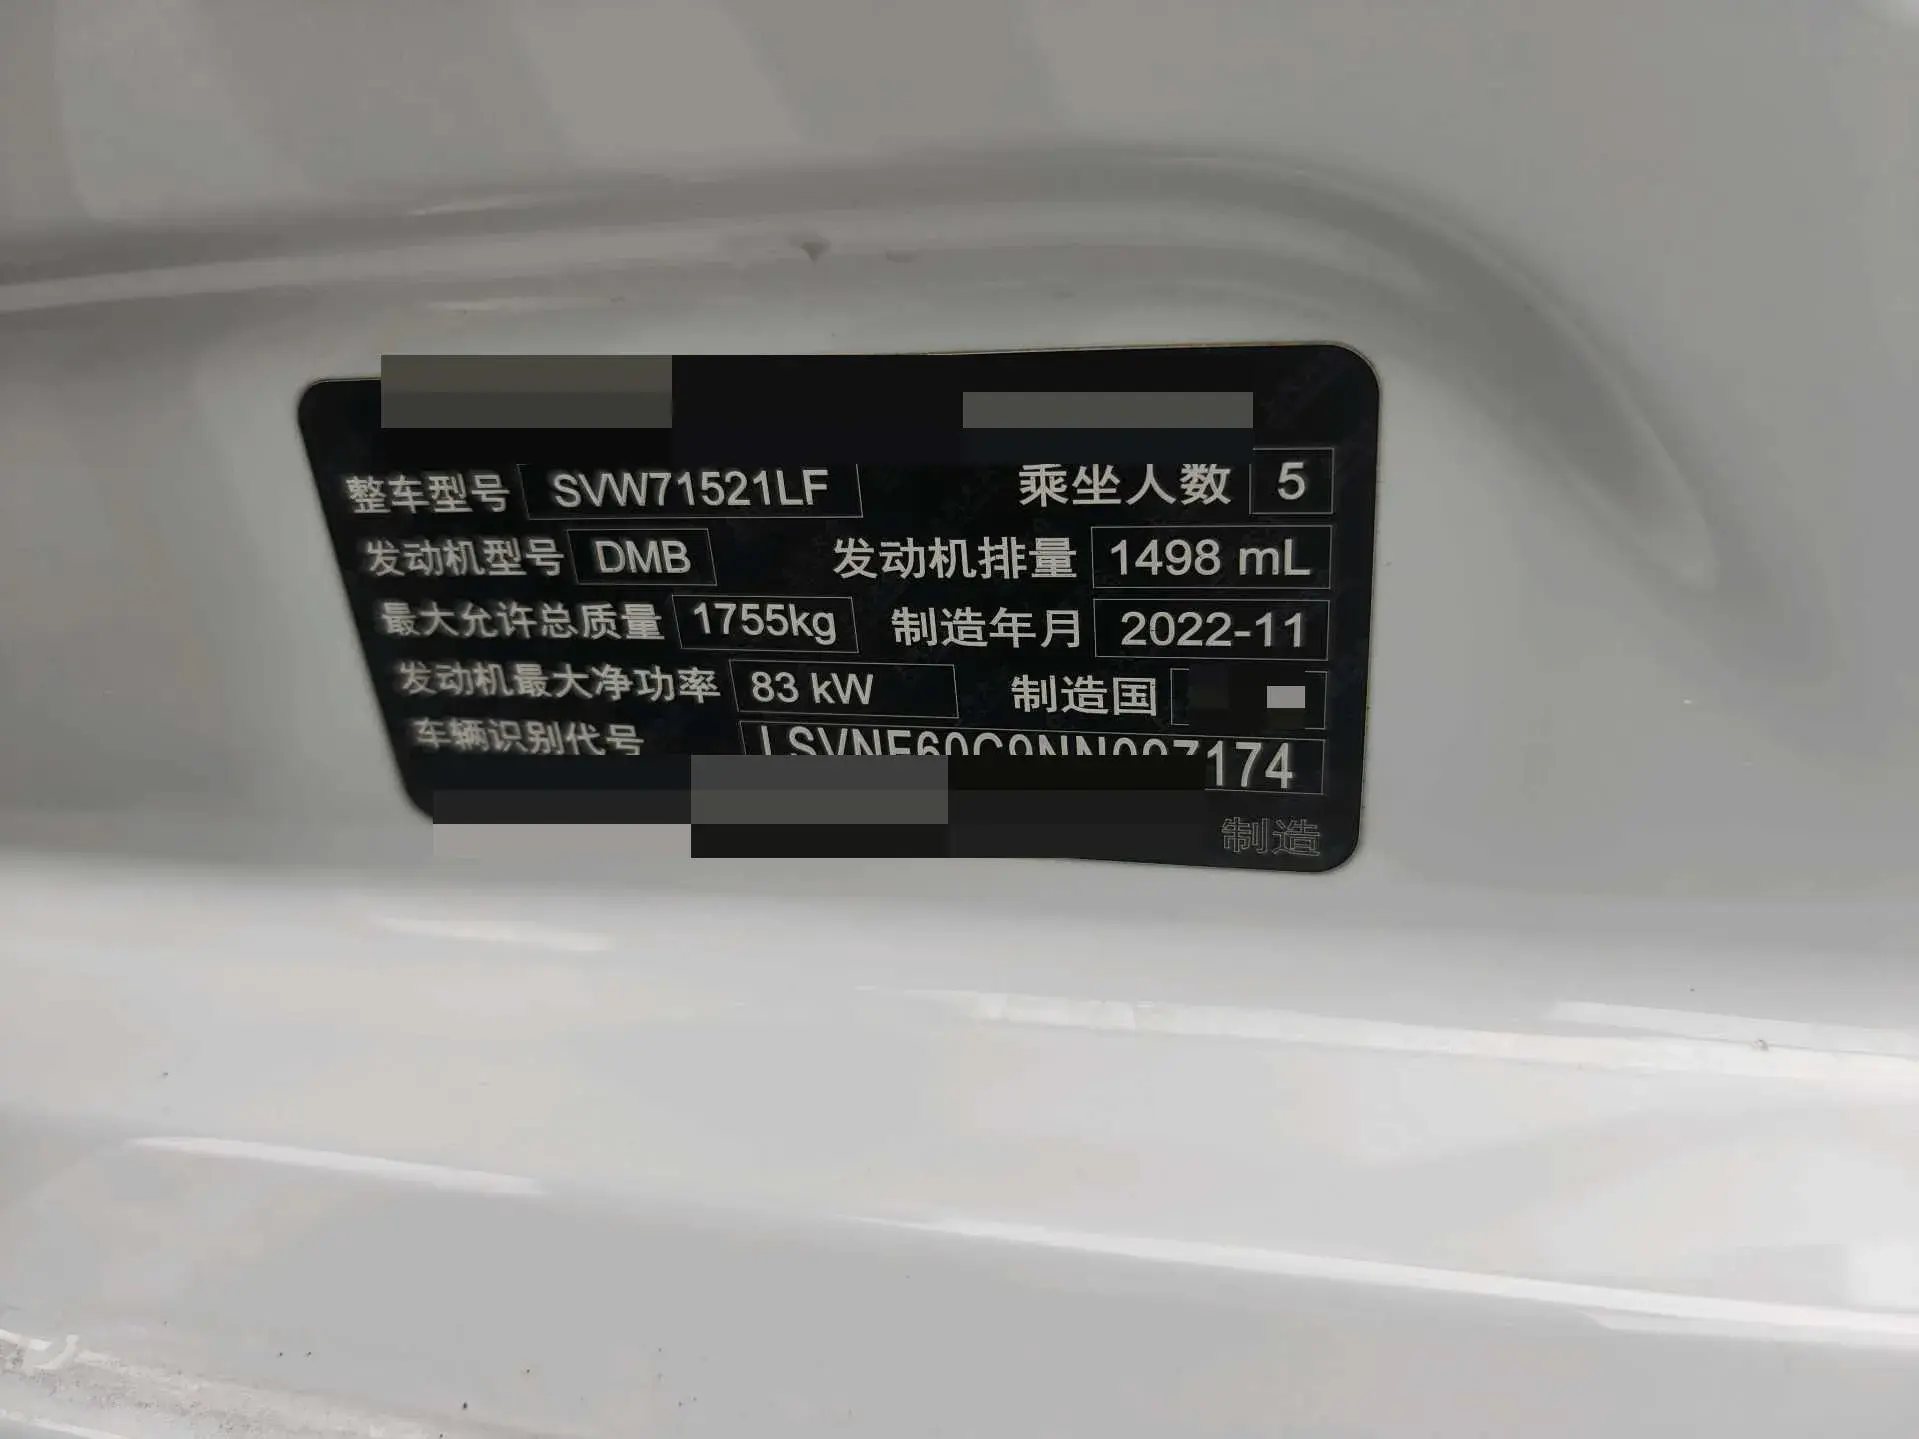 整车型号 SVW71521LF 乘坐人数 5
发动机型号 DMB 发动机排量 1498 mL
最大允许总质量 1755kg 制造年月 2022-11
发动机最大净功率 83 kW 制造国
车辆识别代号 174
制造